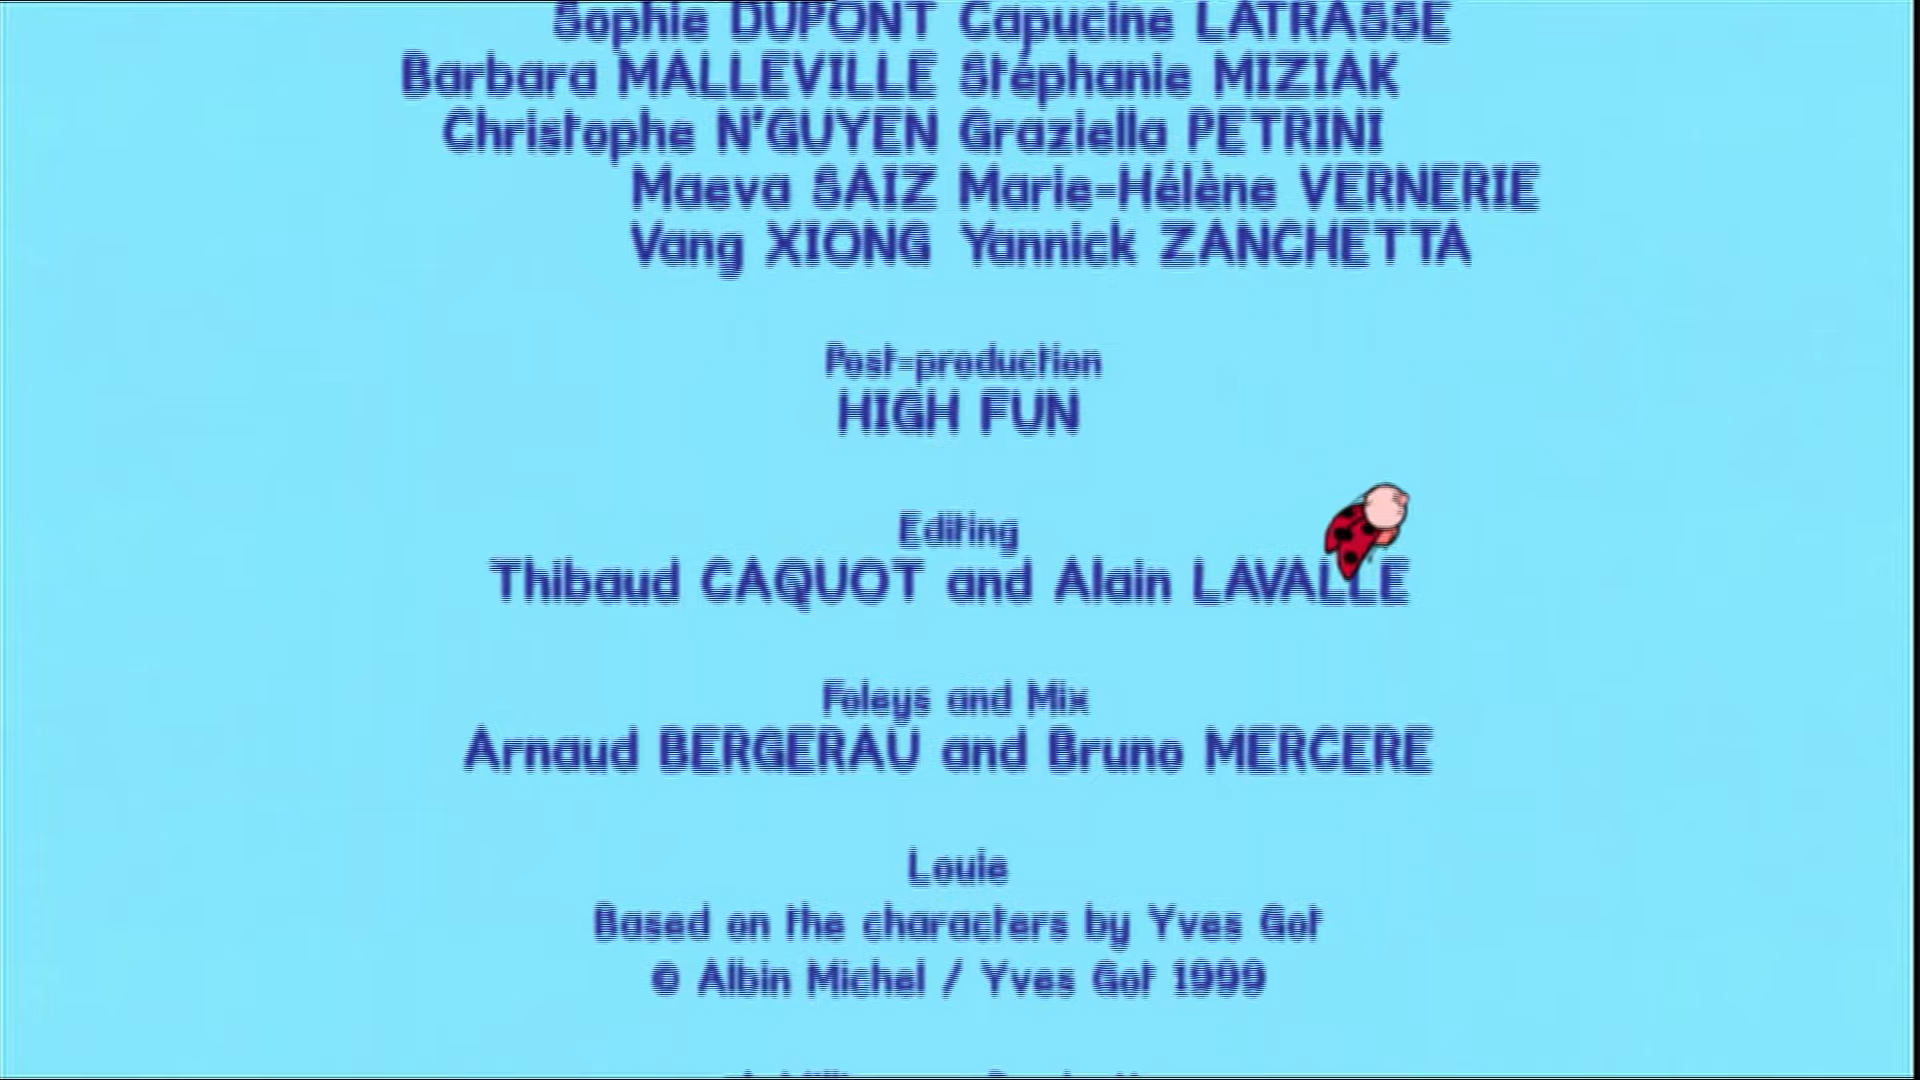 Sophie DUPONT Capucine LATRASSE
Barbara MALLEVILLE Stéphanie MIZIAK
Christophe N'GUYEN Graziella PETRINI
Maeva SAIZ Marie-Hélène VERNERIE
Vang XIONG Yannick ZANCHETTA
Post-production
HIGH FUN
Editing
Thibaud CAQUOT and Alain LAVALLE
Foleys and Mix
Arnaud BERGERAU and Bruno MERCERE
Louie
Based on the characters by Yves Got
© Albin Michel / Yves Got 1999